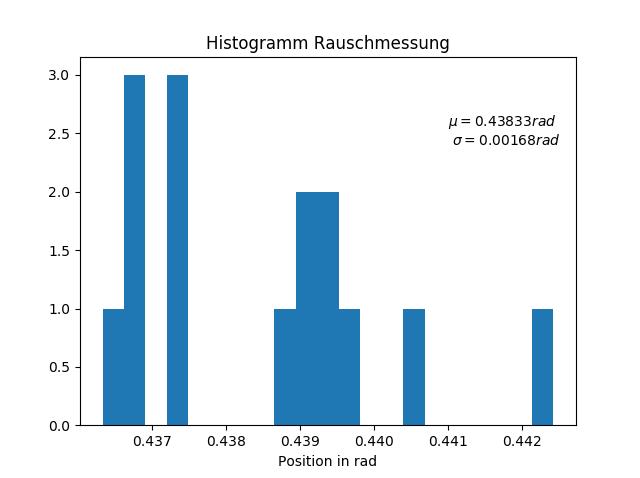 Histogramm Rauschmessung
3.0
2.5
2.0
1.5
1.0
0.5
0.0
μ = 0.43833rad
σ = 0.00168rad
0.437 0.438 0.439 0.440 0.441 0.442
Position in rad